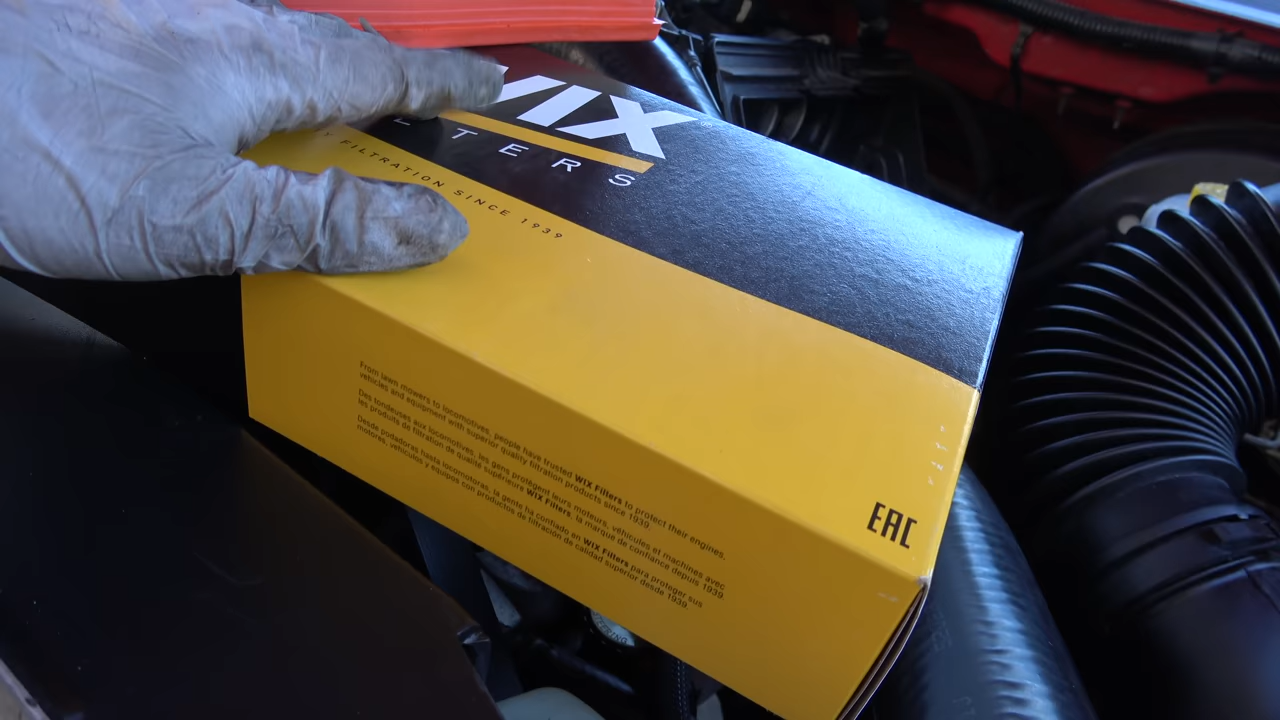 WIX
TERS
FILTRATION SINCE 1939
From lawn mowers to locomotives, people have trusted WIX Filters to protect their engines,
vehicles and equipment with superior quality filtration products since 1939.
Des tondeuses aux locomotives, les gens protègent leurs moteurs, véhicules et machines avec
les produits de filtration de qualité supérieure WIX Filters, la marque de confiance depuis 1939.
Desde podadoras hasta locomotoras, la gente ha confiado en WIX Filters para proteger sus
motores, vehículos y equipos con productos de filtración de calidad superior desde 1939.
EAC